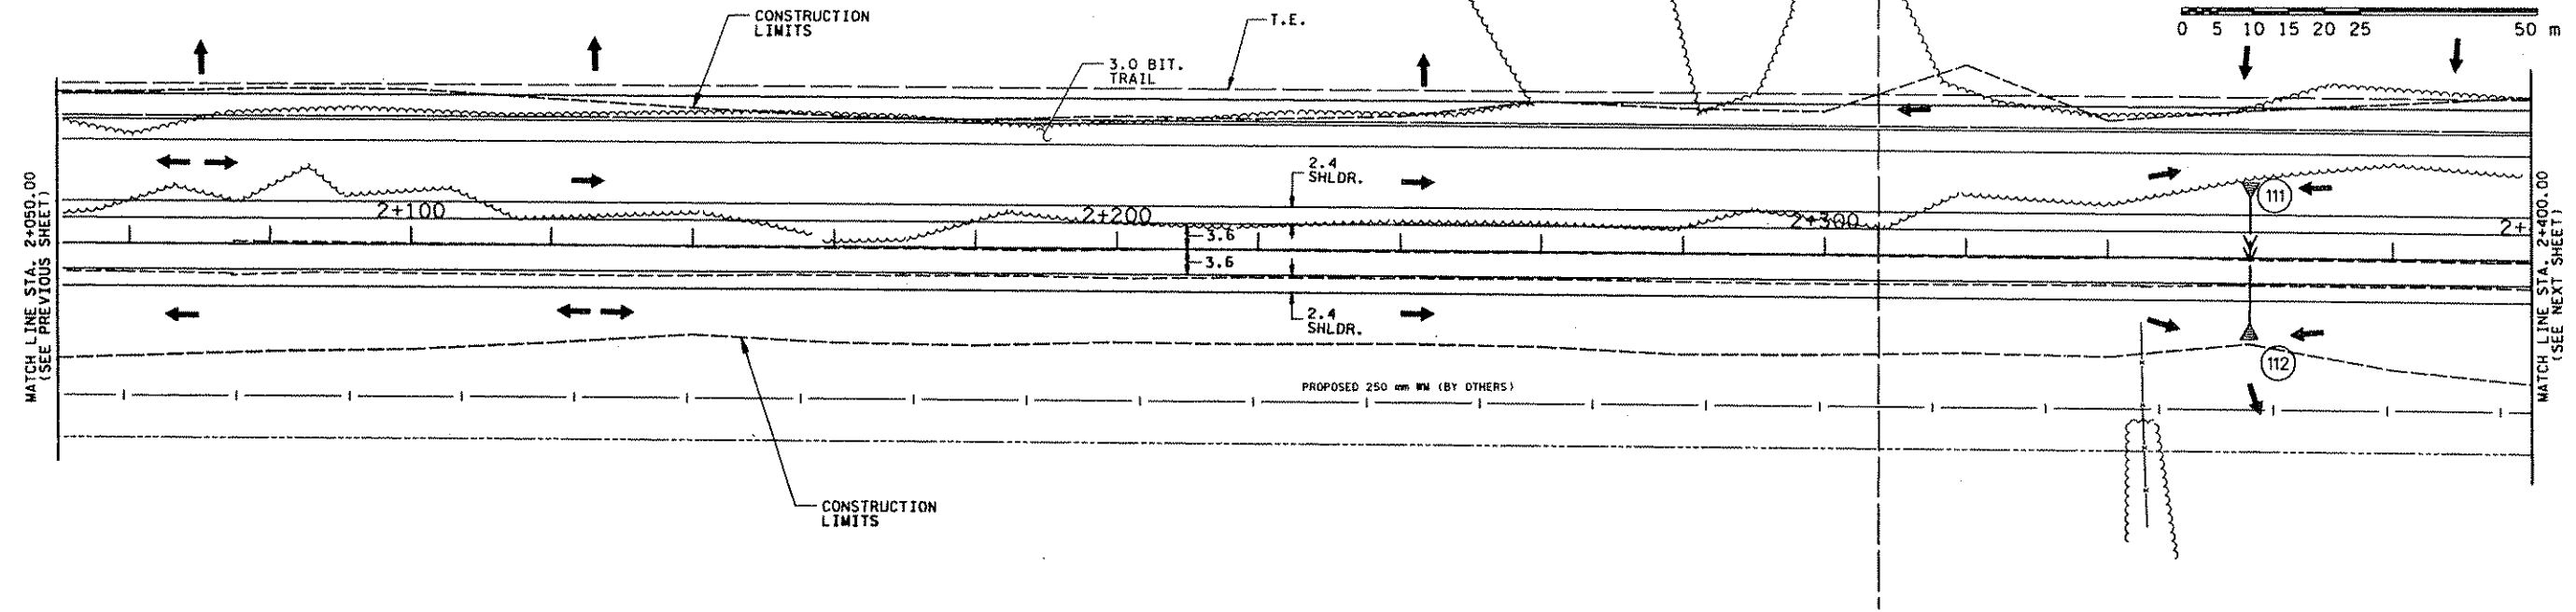 CONSTRUCTION
LIMITS
T.E.
0 5 10 15 20 25 50 m
3.0 BIT.
TRAIL
MATCH LINE STA. 2+050.00
(SEE PREVIOUS SHEET)
2.4
SHLDR.
2+100
2+200
2+300
2+
111
3.6
3.6
2.4
SHLDR.
112
MATCH LINE STA. 2+400.00
(SEE NEXT SHEET)
PROPOSED 250 mm WM (BY OTHERS)
CONSTRUCTION
LIMITS